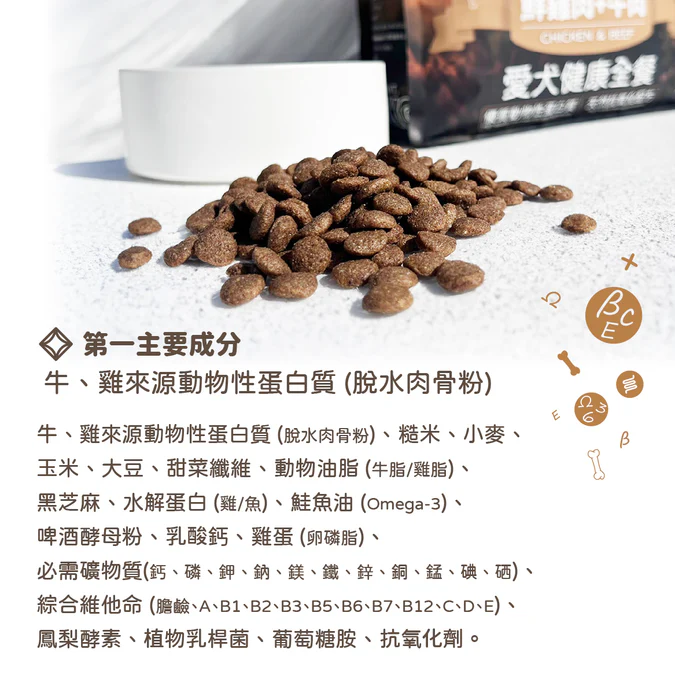 鮮雞肉+牛肉
CHICKEN & BEEF
愛犬健康全餐
βC
E
Ω
Ω
3
6
E
β
第一主要成分
牛、雞來源動物性蛋白質 (脫水肉骨粉)
牛、雞來源動物性蛋白質 (脫水肉骨粉)、糙米、小麥、
玉米、大豆、甜菜纖維、動物油脂 (牛脂/雞脂)、
黑芝麻、水解蛋白 (雞/魚)、鮭魚油 (Omega-3)、
啤酒酵母粉、乳酸鈣、雞蛋 (卵磷脂)、
必需礦物質(鈣、磷、鉀、鈉、鎂、鐵、鋅、銅、錳、碘、硒)、
綜合維他命 (膽鹼、A、B1、B2、B3、B5、B6、B7、B12、C、D、E)、
鳳梨酵素、植物乳桿菌、葡萄糖胺、抗氧化劑。